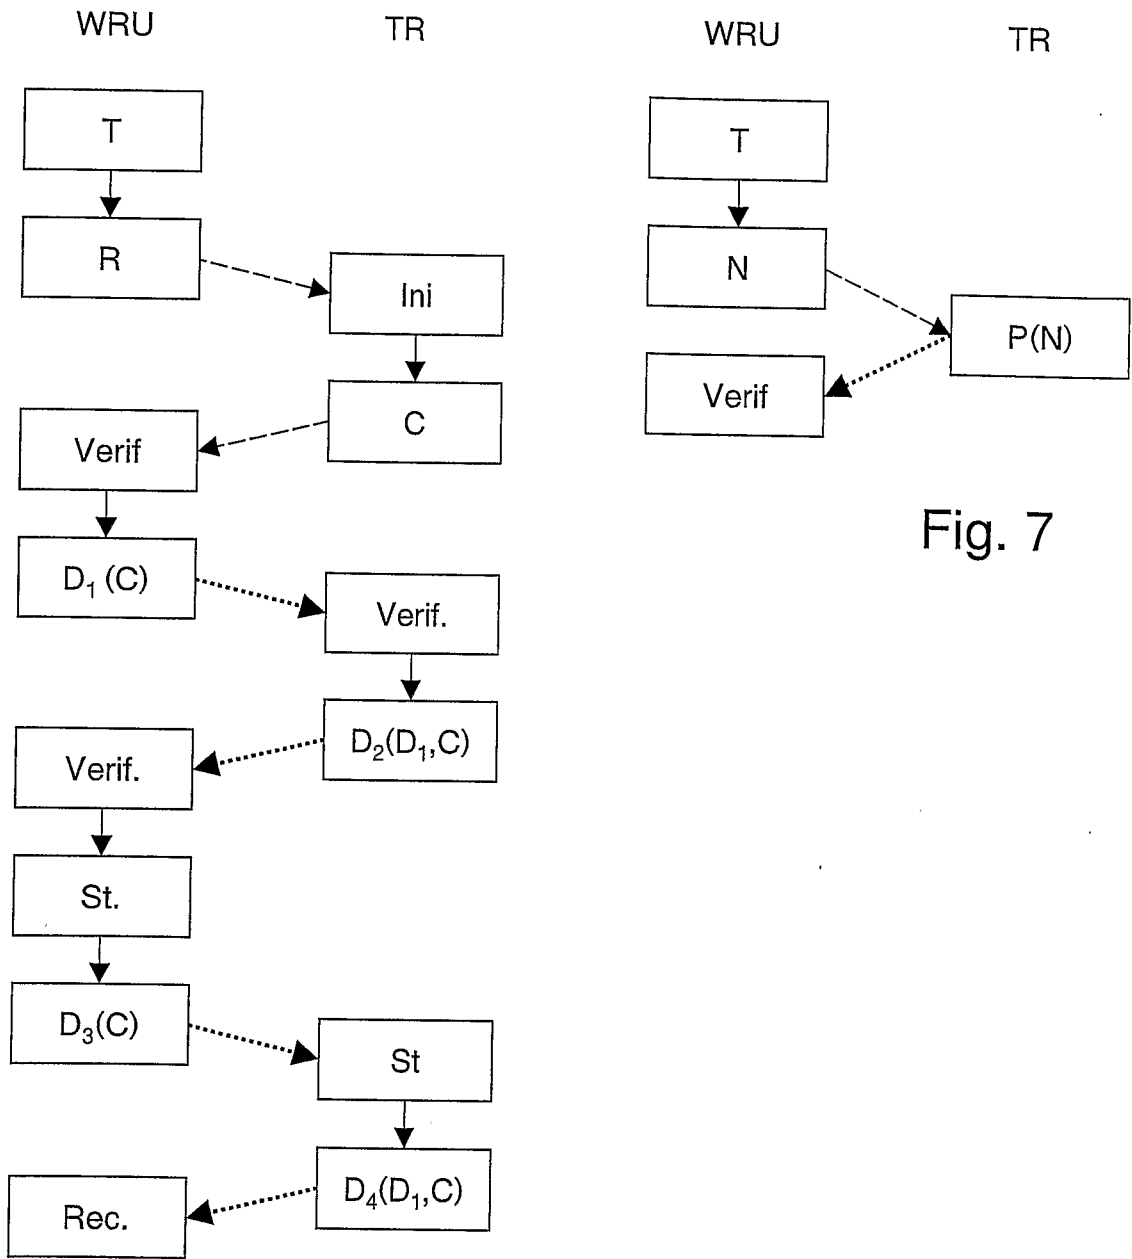 WRU TR
T
R
Ini
C
Verif
D₁ (C)
Verif.
D₂(D₁,C)
Verif.
St.
D₃(C)
St
D₄(D₁,C)
Rec.
WRU TR
T
N
P(N)
Verif
Fig. 7